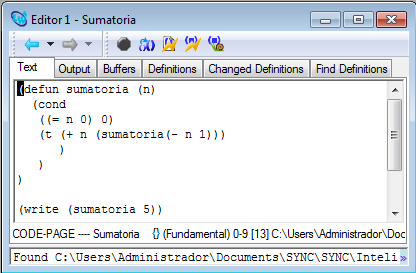 Editor 1 - Sumatoria
Text Output Buffers Definitions Changed Definitions Find Definitions
(defun sumatoria (n)
(cond
((= n 0) 0)
(t (+ n (sumatoria(- n 1)))
)
)
)
(write (sumatoria 5))
CODE-PAGE ---- Sumatoria {} (Fundamental) 0-9 [13] C:\Users\Administrador\Doc
Found C:\Users\Administrador\Documents\SYNC\SYNC\Inteli